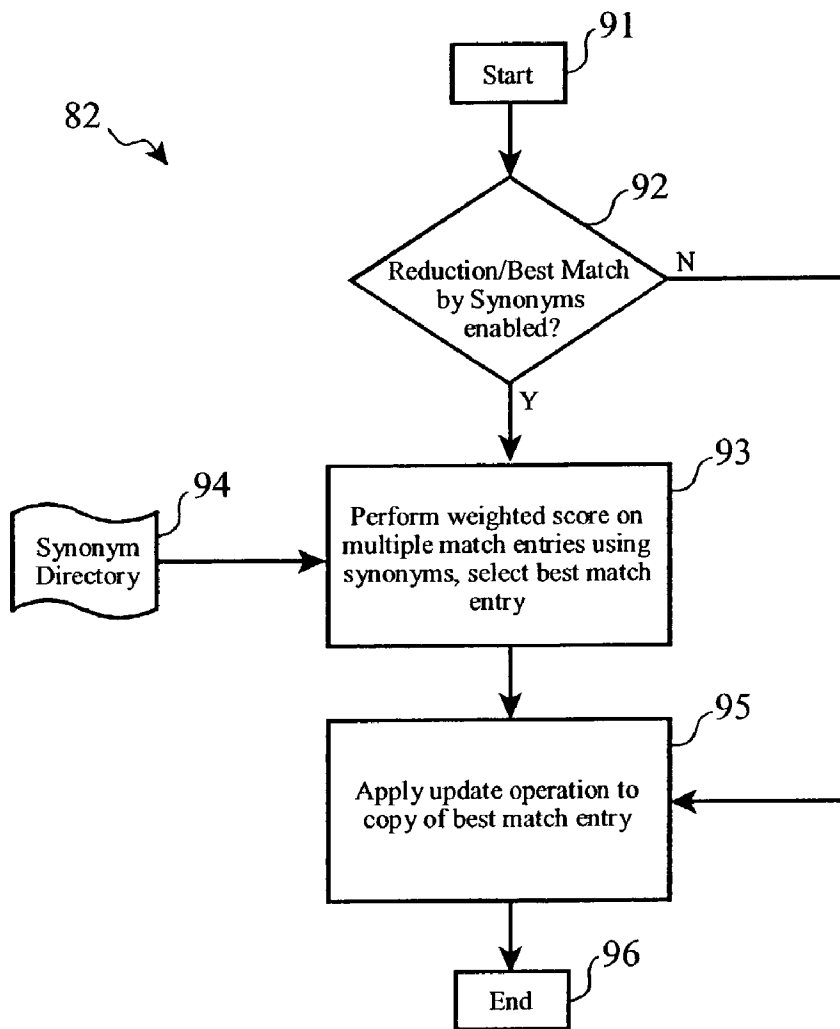 91
Start
82
92
Reduction/Best Match
by Synonyms
enabled?
N
Y
93
94
Synonym
Directory
Perform weighted score on
multiple match entries using
synonyms, select best match
entry
95
Apply update operation to
copy of best match entry
96
End